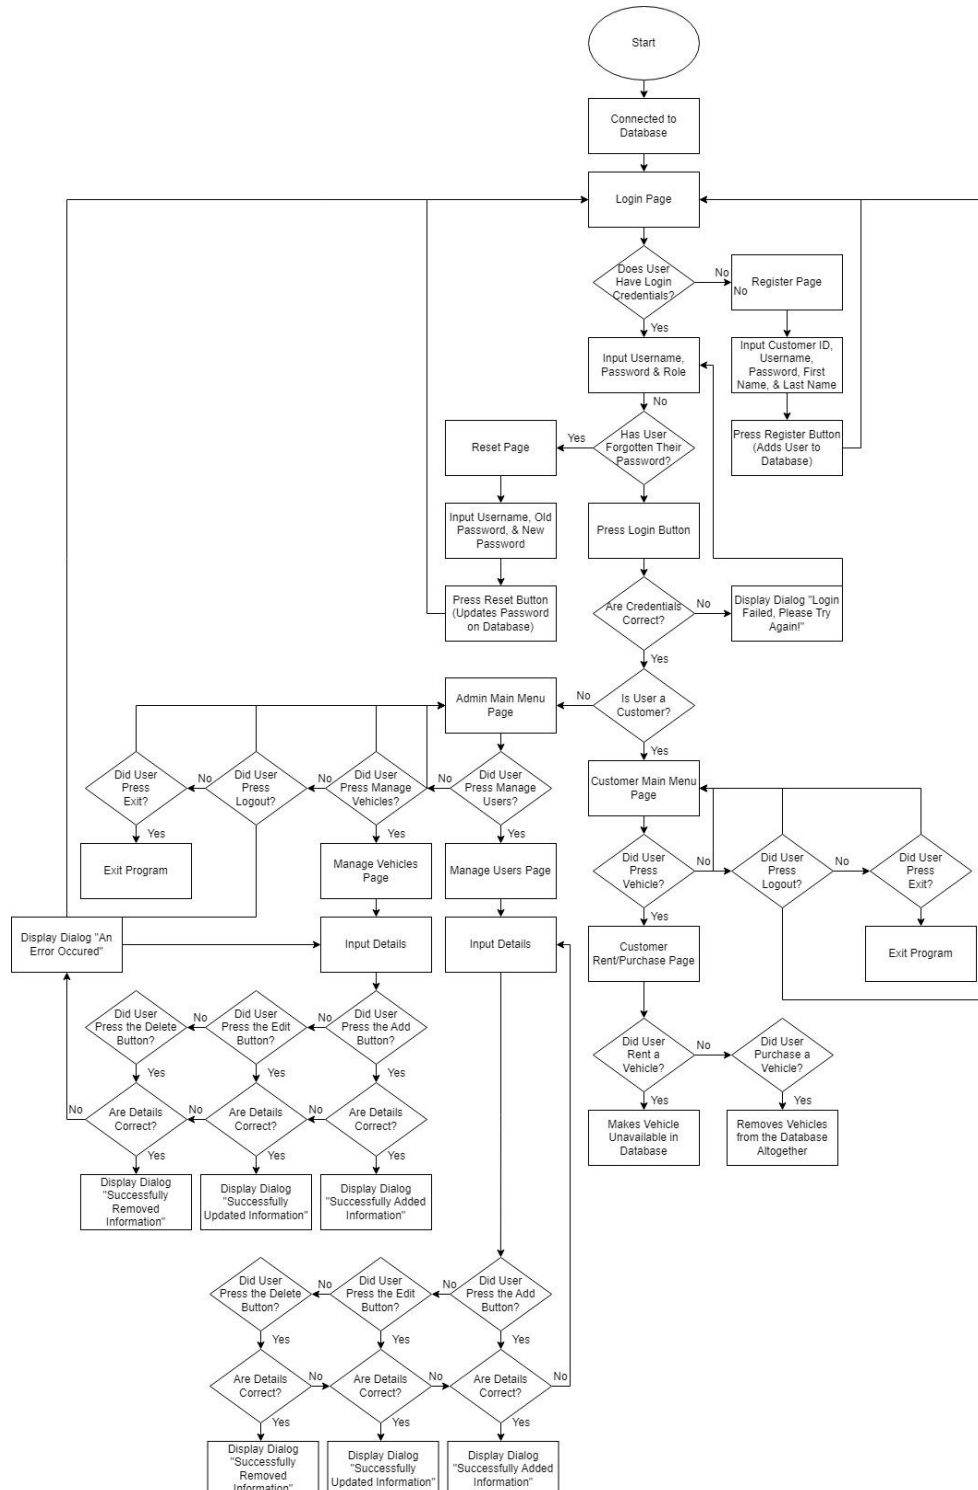 Start
Connected to
Database
Login Page
Does User
Have Login
Credentials?
No
No
Register Page
Yes
Input Username,
Password & Role
Input Customer ID,
Username,
Password, First
Name, & Last Name
No
Reset Page
Yes
Has User
Forgotten Their
Password?
Press Register Button
(Adds User to
Database)
Input Username, Old
Password, & New
Password
Press Login Button
Press Reset Button
(Updates Password
on Database)
Are Credentials
Correct?
No
Display Dialog "Login
Failed, Please Try
Again!"
Yes
Admin Main Menu
Page
No
Is User a
Customer?
Yes
Did User
Press
Exit?
No
Did User
Press
Logout?
No
Did User
Press Manage
Vehicles?
No
Did User
Press Manage
Users?
Customer Main Menu
Page
Yes
Yes
Yes
Yes
Exit Program
Manage Vehicles
Page
Manage Users Page
Did User
Press
Vehicle?
No
Did User
Press
Logout?
No
Did User
Press
Exit?
Yes
Yes
Display Dialog "An
Error Occured"
Input Details
Input Details
Customer
Rent/Purchase Page
Exit Program
Did User
Press the Delete
Button?
No
Did User
Press the Edit
Button?
No
Did User
Press the Add
Button?
Did User
Rent a
Vehicle?
No
Did User
Purchase a
Vehicle?
Yes
Yes
Yes
Yes
Yes
No
Are Details
Correct?
No
Are Details
Correct?
No
Are Details
Correct?
Makes Vehicle
Unavailable in
Database
Removes Vehicles
from the Database
Altogether
Yes
Yes
Yes
Display Dialog
"Successfully
Removed
Information"
Display Dialog
"Successfully
Updated Information"
Display Dialog
"Successfully Added
Information"
Did User
Press the Delete
Button?
No
Did User
Press the Edit
Button?
No
Did User
Press the Add
Button?
Yes
Yes
Yes
Are Details
Correct?
No
Are Details
Correct?
No
Are Details
Correct?
No
Yes
Yes
Yes
Display Dialog
"Successfully
Removed
Information"
Display Dialog
"Successfully
Updated Information"
Display Dialog
"Successfully Added
Information"